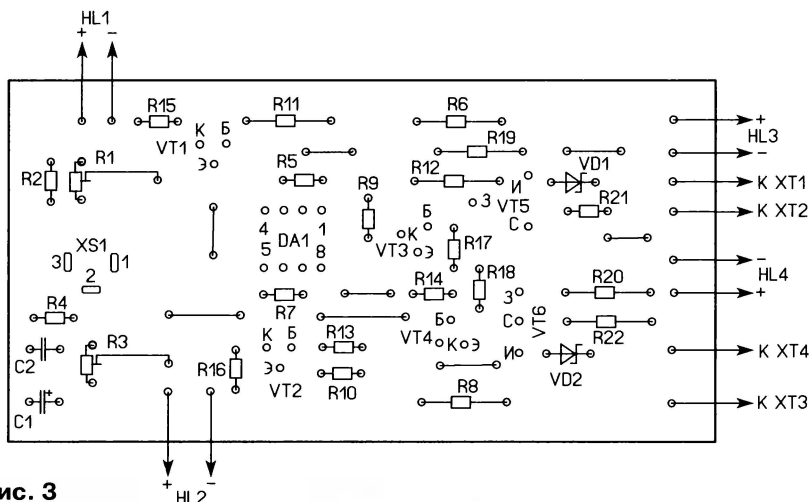 HL1
+ -
R15
R11
R6
+
HL3
-
К Б
VT1
Э
R19
VD1
R2
R1
R5
R12
И
К XT1
R9
З
VT5
R21
К XT2
4 1
DA1
5 8
Б
К
VT3 Э
С
R17
XS1
3 1
2
-
HL4
+
R4
R7
R14
R18
З
R20
С
VT6
R22
К Б
R13
Б
VT4
К Э
И
C2
R3
R16
Э
VT2
R10
VD2
К XT4
C1
+
R8
К XT3
+ -
HL2
ис. 3